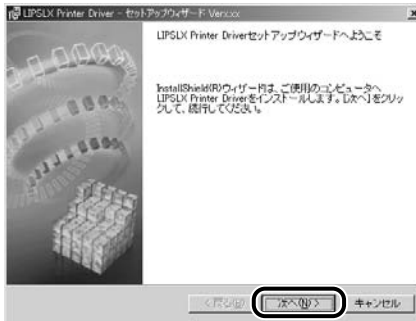 LIPSLX Printer Driver - セットアップウィザード Ver.x.xx
LIPSLX Printer Driverセットアップウィザードへようこそ
InstallShield(R)ウィザードは、ご使用のコンピュータへ
LIPSLX Printer Driverをインストールします。[次へ]をクリッ
クして、続行してください。
< 戻る(B)
次へ(N) >
キャンセル